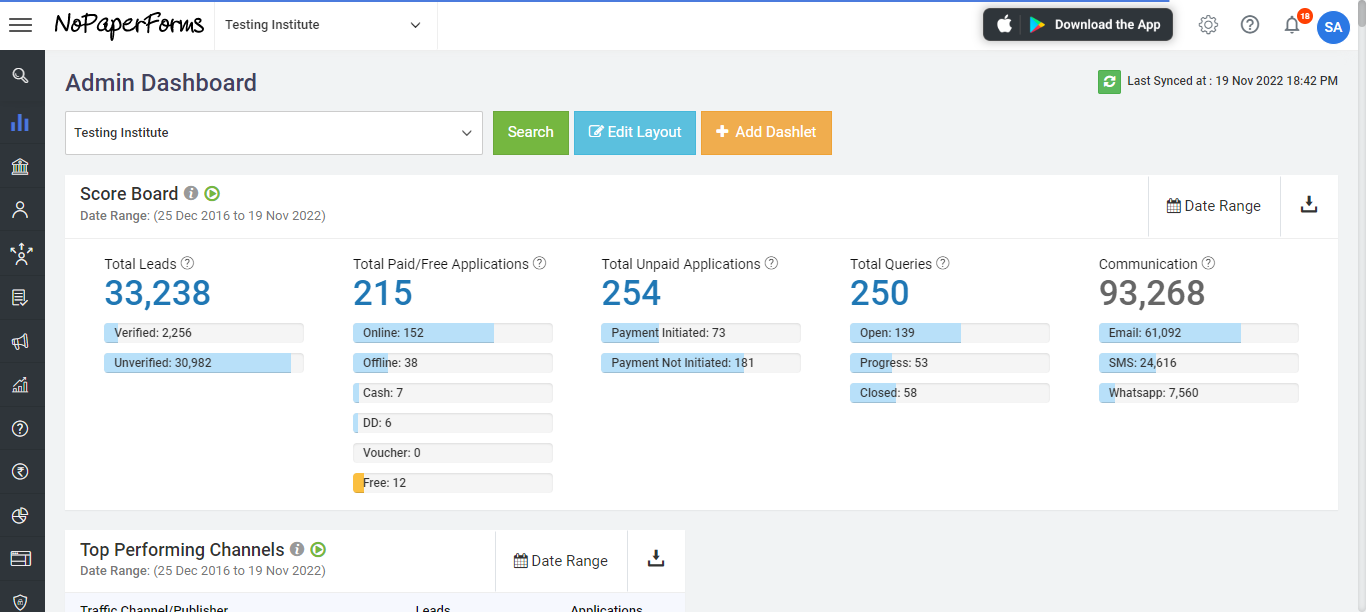 NoPaperForms
Testing Institute
Download the App
18
SA
Admin Dashboard
Last Synced at : 19 Nov 2022 18:42 PM
Testing Institute
Search
Edit Layout
Add Dashlet
Score Board
Date Range: (25 Dec 2016 to 19 Nov 2022)
Date Range
Total Leads
33,238
Verified: 2,256
Unverified: 30,982
Total Paid/Free Applications
215
Online: 152
Offline: 38
Cash: 7
DD: 6
Voucher: 0
Free: 12
Total Unpaid Applications
254
Payment Initiated: 73
Payment Not Initiated: 181
Total Queries
250
Open: 139
Progress: 53
Closed: 58
Communication
93,268
Email: 61,092
SMS: 24,616
Whatsapp: 7,560
Top Performing Channels
Date Range: (25 Dec 2016 to 19 Nov 2022)
Date Range
Traffic Channel/Publisher
Leads
Applications